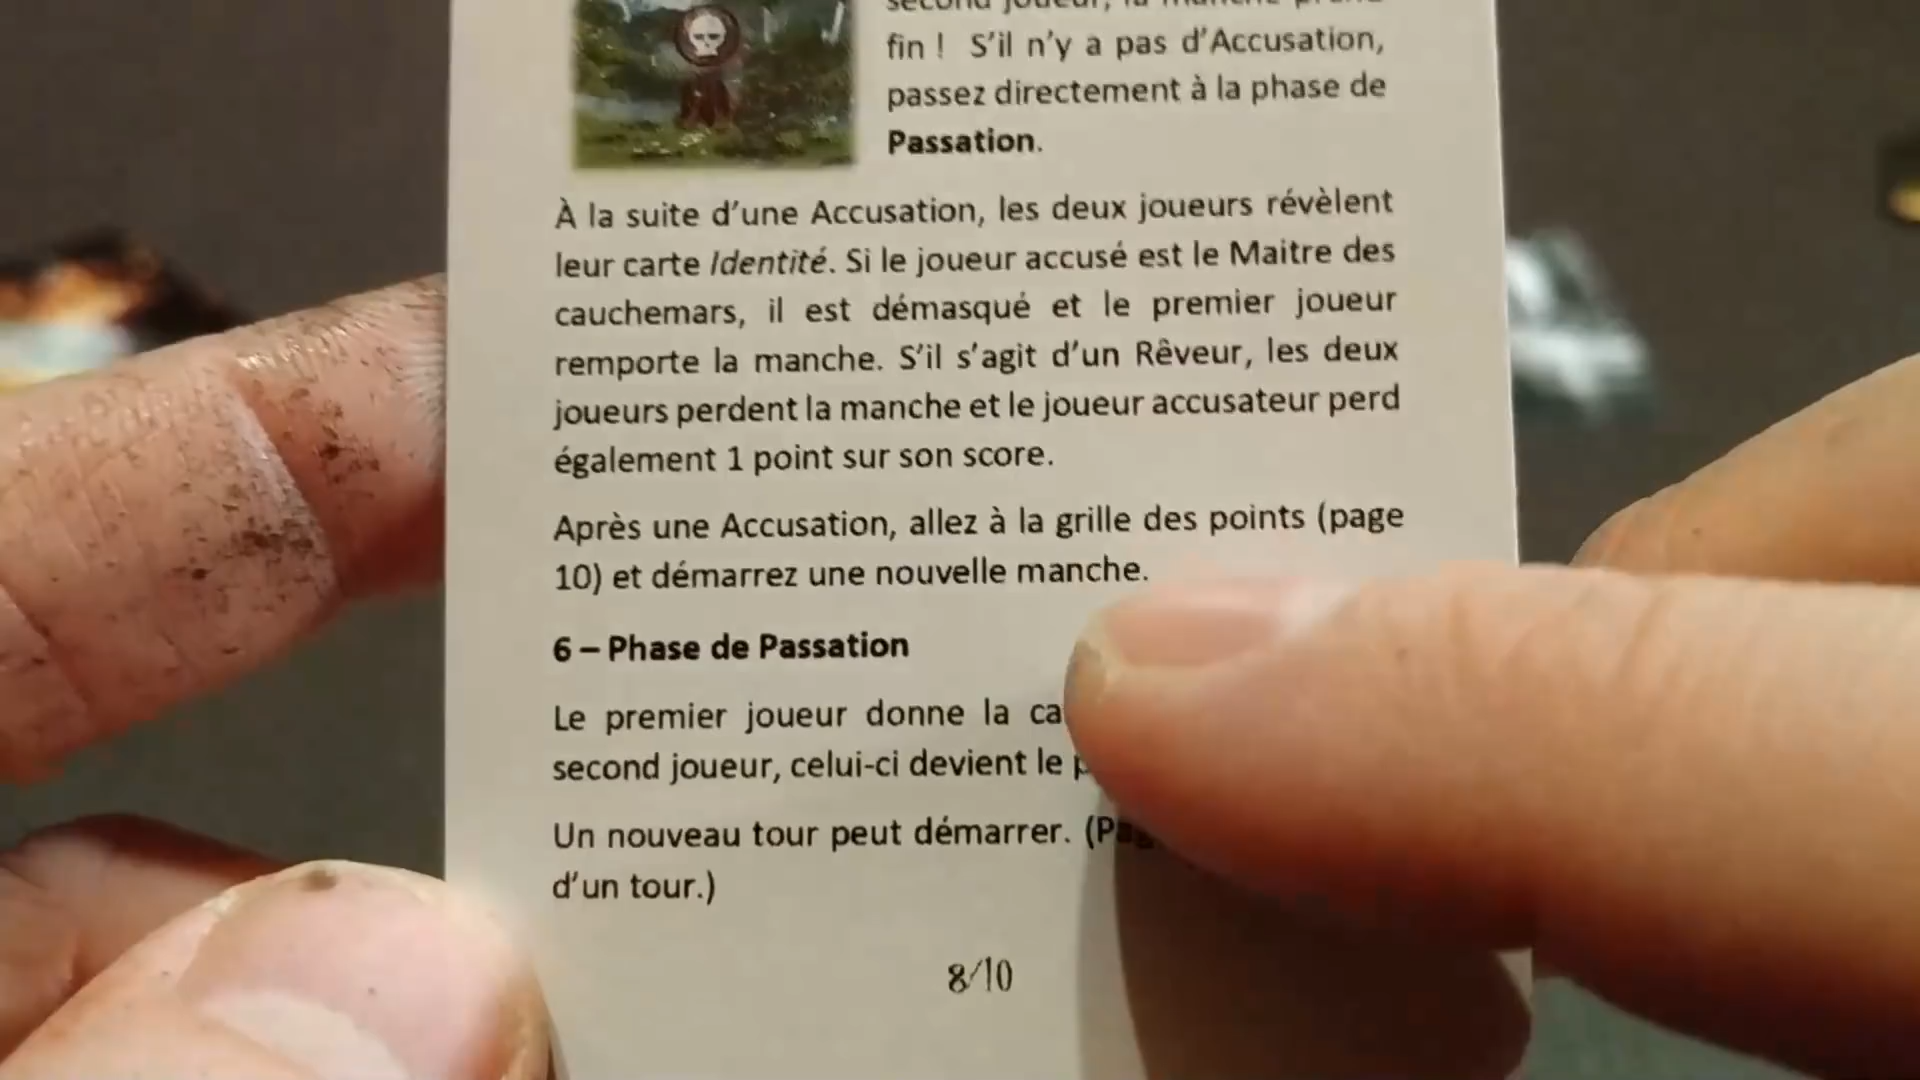 second joueur, la manche prend
fin ! S'il n'y a pas d'Accusation,
passez directement à la phase de
Passation.
À la suite d'une Accusation, les deux joueurs révèlent
leur carte Identité. Si le joueur accusé est le Maitre des
cauchemars, il est démasqué et le premier joueur
remporte la manche. S'il s'agit d'un Rêveur, les deux
joueurs perdent la manche et le joueur accusateur perd
également 1 point sur son score.
Après une Accusation, allez à la grille des points (page
10) et démarrez une nouvelle manche.
6 – Phase de Passation
Le premier joueur donne la
second joueur, celui-ci devient le
Un nouveau tour peut démarrer.
d'un tour.)
8/10